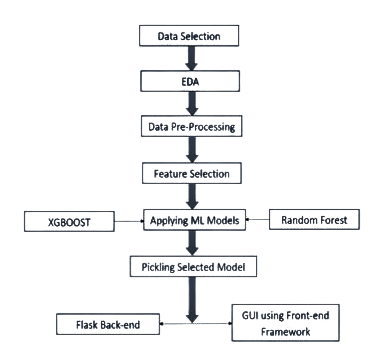 Data Selection
EDA
Data Pre-Processing
Feature Selection
XGBOOST
Applying ML Models
Random Forest
Pickling Selected Model
Flask Back-end
GUI using Front-end
Framework